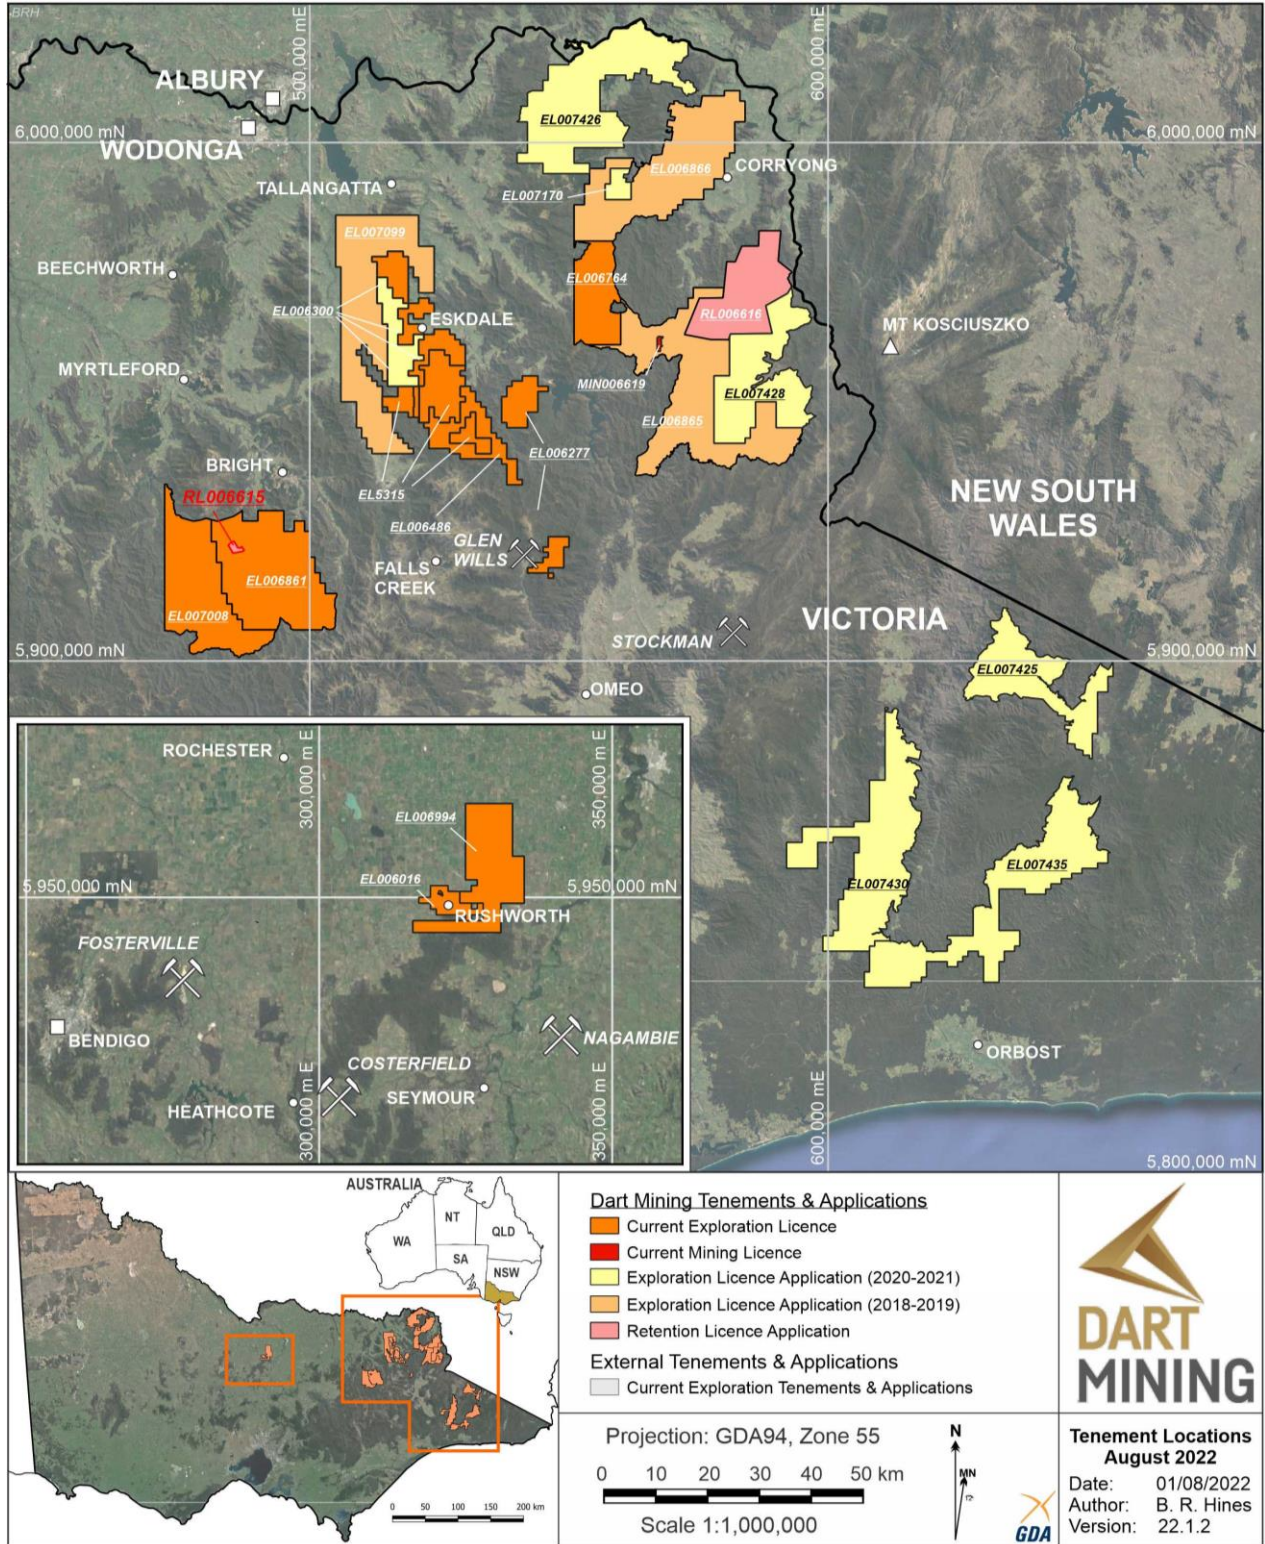 BRH
ALBURY
WODONGA
500,000 mE
600,000 mE
6,000,000 mN
6,000,000 mN
EL007426
EL006866
CORRYONG
EL007170
TALLANGATTA
EL007099
BEECHWORTH
EL006764
EL006300
ESKDALE
RL006616
MT KOSCIUSZKO
MYRTLEFORD
MIN006619
EL007428
EL006865
BRIGHT
EL006277
RL006615
EL5315
EL006486
NEW SOUTH
WALES
GLEN
WILLS
FALLS
CREEK
EL006861
EL007008
VICTORIA
STOCKMAN
5,900,000 mN
5,900,000 mN
EL007425
OMEO
ROCHESTER
300,000 m E
350,000 m E
EL006994
EL006016
5,950,000 mN
5,950,000 mN
RUSHWORTH
FOSTERVILLE
BENDIGO
NAGAMBIE
COSTERFIELD
SEYMOUR
HEATHCOTE
300,000 m E
350,000 m E
EL007435
EL007430
ORBOST
600,000 mE
5,800,000 mN
AUSTRALIA
NT
QLD
WA
SA
NSW
0 50 100 150 200 km
Dart Mining Tenements & Applications
Current Exploration Licence
Current Mining Licence
Exploration Licence Application (2020-2021)
Exploration Licence Application (2018-2019)
Retention Licence Application
External Tenements & Applications
Current Exploration Tenements & Applications
DART
MINING
Projection: GDA94, Zone 55
0 10 20 30 40 50 km
Scale 1:1,000,000
N
MN
GDA
Tenement Locations
August 2022
Date: 01/08/2022
Author: B. R. Hines
Version: 22.1.2